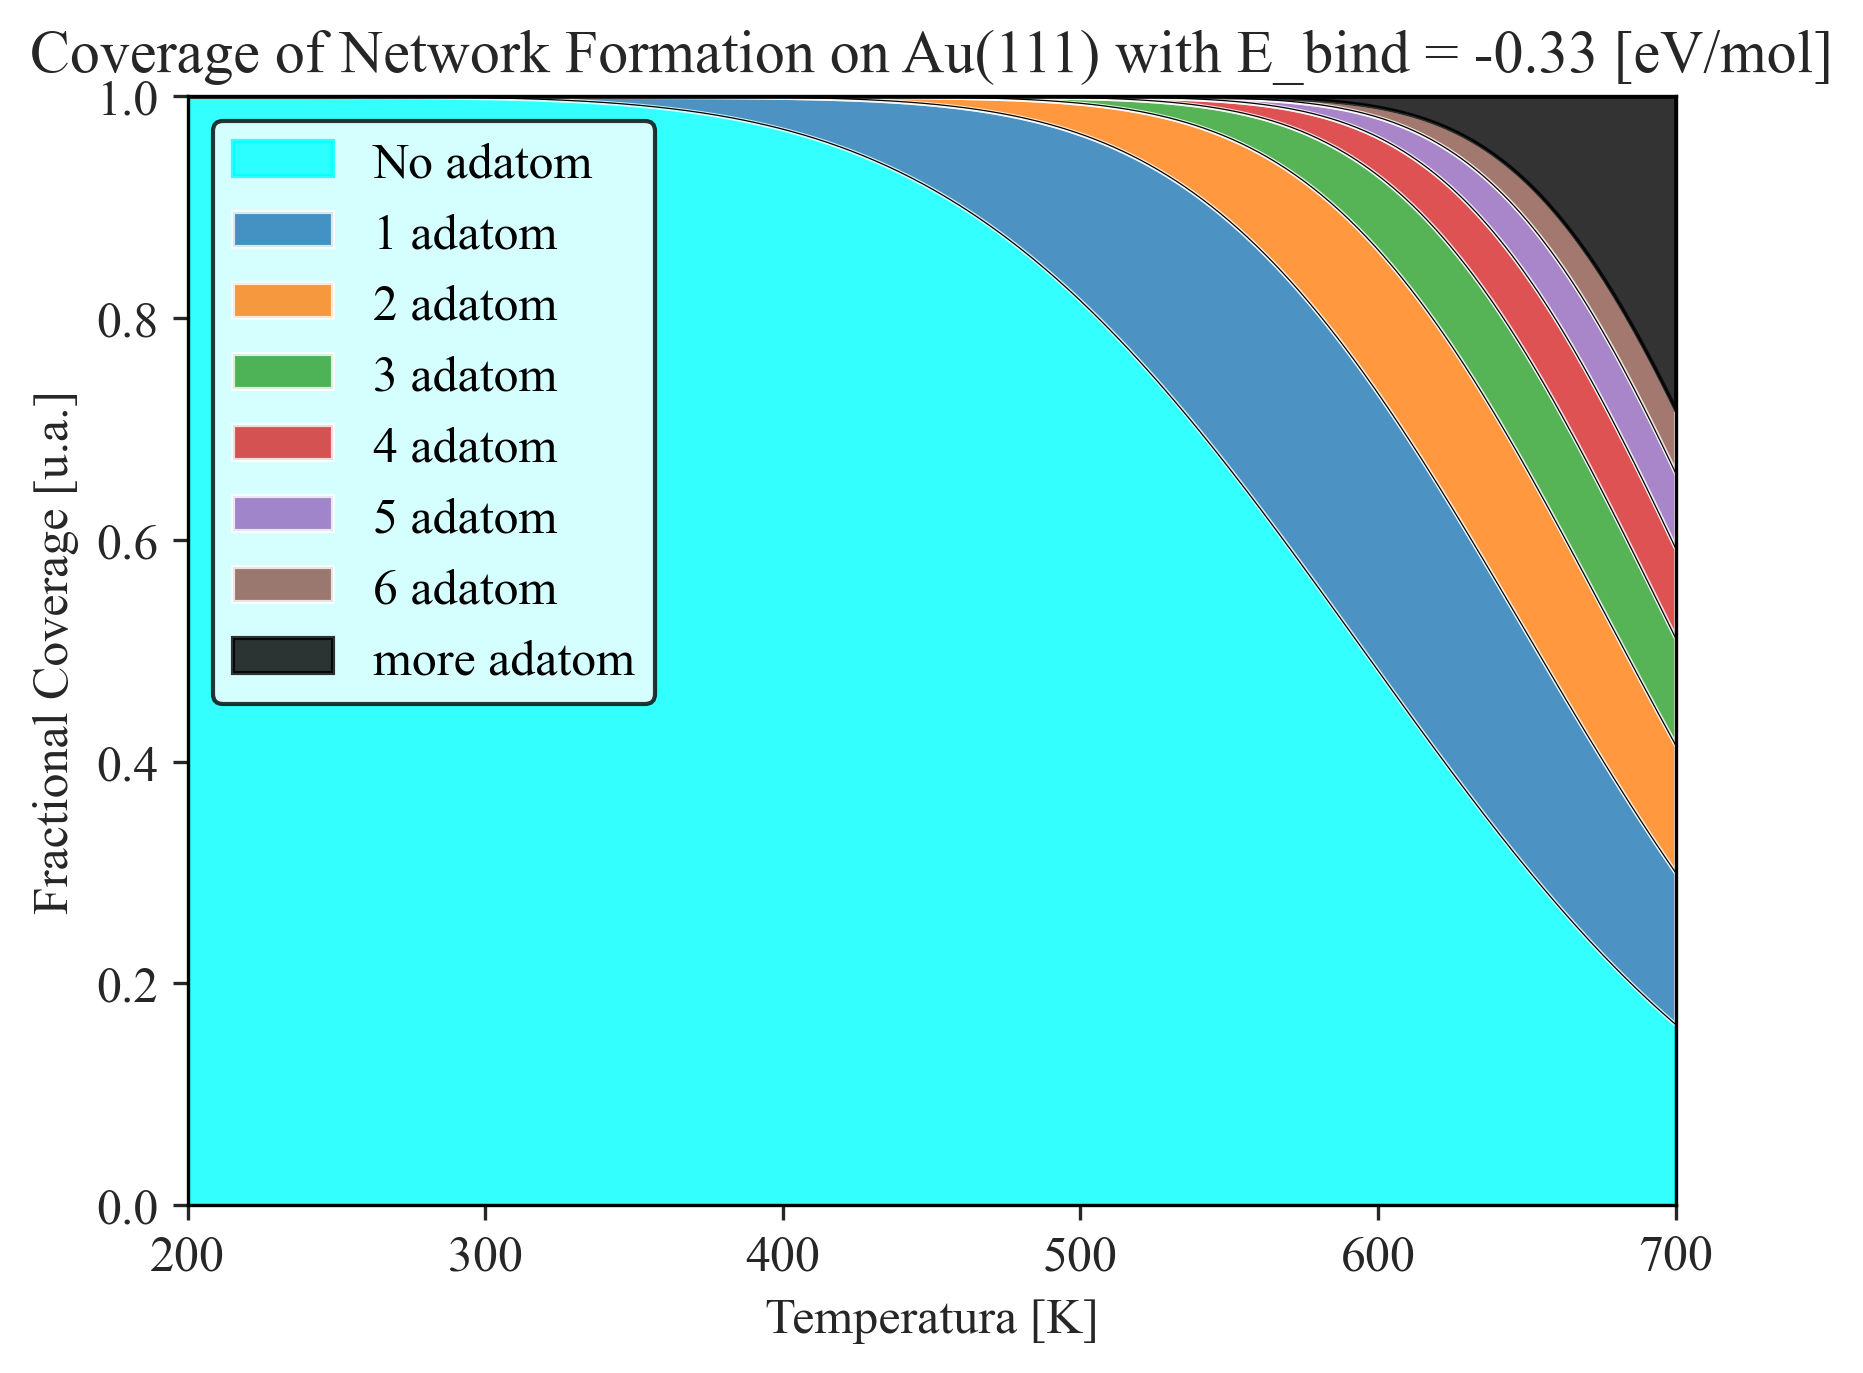 Coverage of Network Formation on Au(111) with E_bind = -0.33 [eV/mol]
1.0
0.8
0.6
0.4
0.2
0.0
Fractional Coverage [u.a.]
No adatom
1 adatom
2 adatom
3 adatom
4 adatom
5 adatom
6 adatom
more adatom
200 300 400 500 600 700
Temperatura [K]